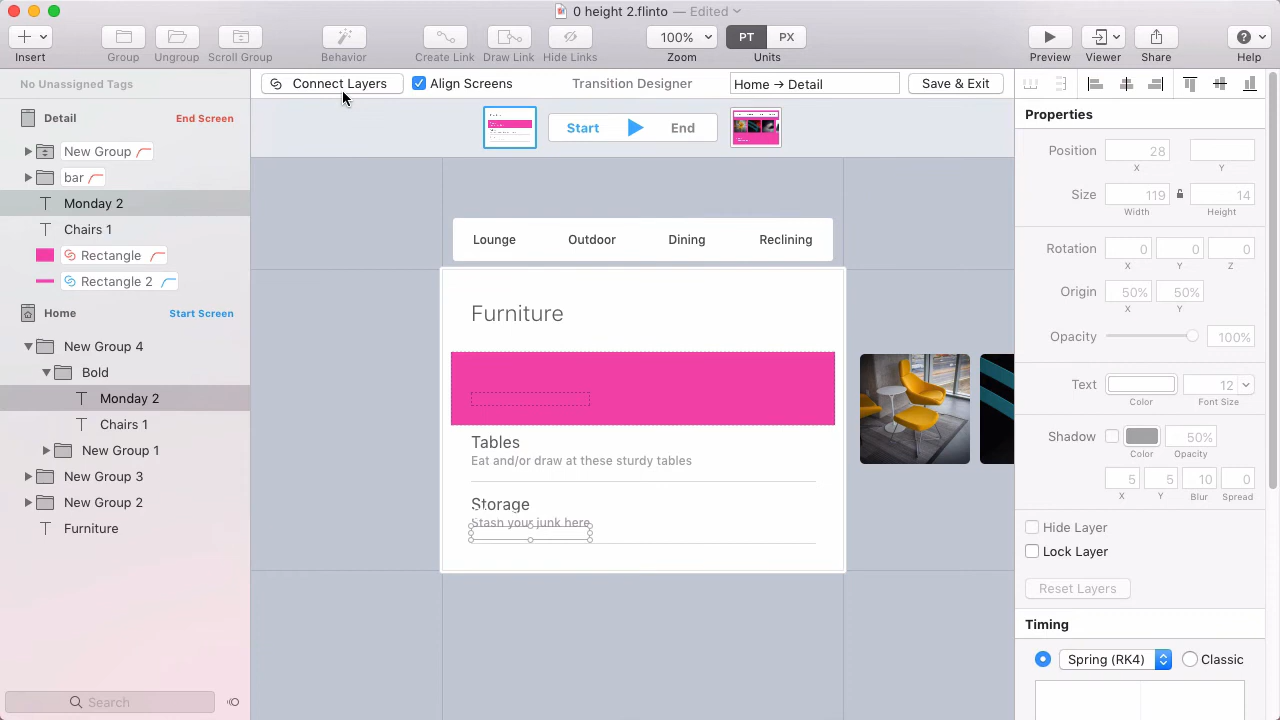 0 height 2.flinto — Edited
Insert
Group
Ungroup
Scroll Group
Behavior
Create Link
Draw Link
Hide Links
100%
Zoom
PT
PX
Units
Preview
Viewer
Share
Help
No Unassigned Tags
Connect Layers
Align Screens
Transition Designer
Home → Detail
Save & Exit
Detail
End Screen
New Group
bar
Monday 2
Chairs 1
Rectangle
Rectangle 2
Home
Start Screen
New Group 4
Bold
Monday 2
Chairs 1
New Group 1
New Group 3
New Group 2
Furniture
Search
Start
End
Lounge
Outdoor
Dining
Reclining
Furniture
Tables
Eat and/or draw at these sturdy tables
Storage
Stash your junk here
Properties
Position
28
X
Y
Size
119
14
Width
Height
Rotation
0
0
0
X
Y
Z
Origin
50%
50%
X
Y
Opacity
100%
Text
12
Color
Font Size
Shadow
50%
Color
Opacity
5
5
10
0
X
Y
Blur
Spread
Hide Layer
Lock Layer
Reset Layers
Timing
Spring (RK4)
Classic